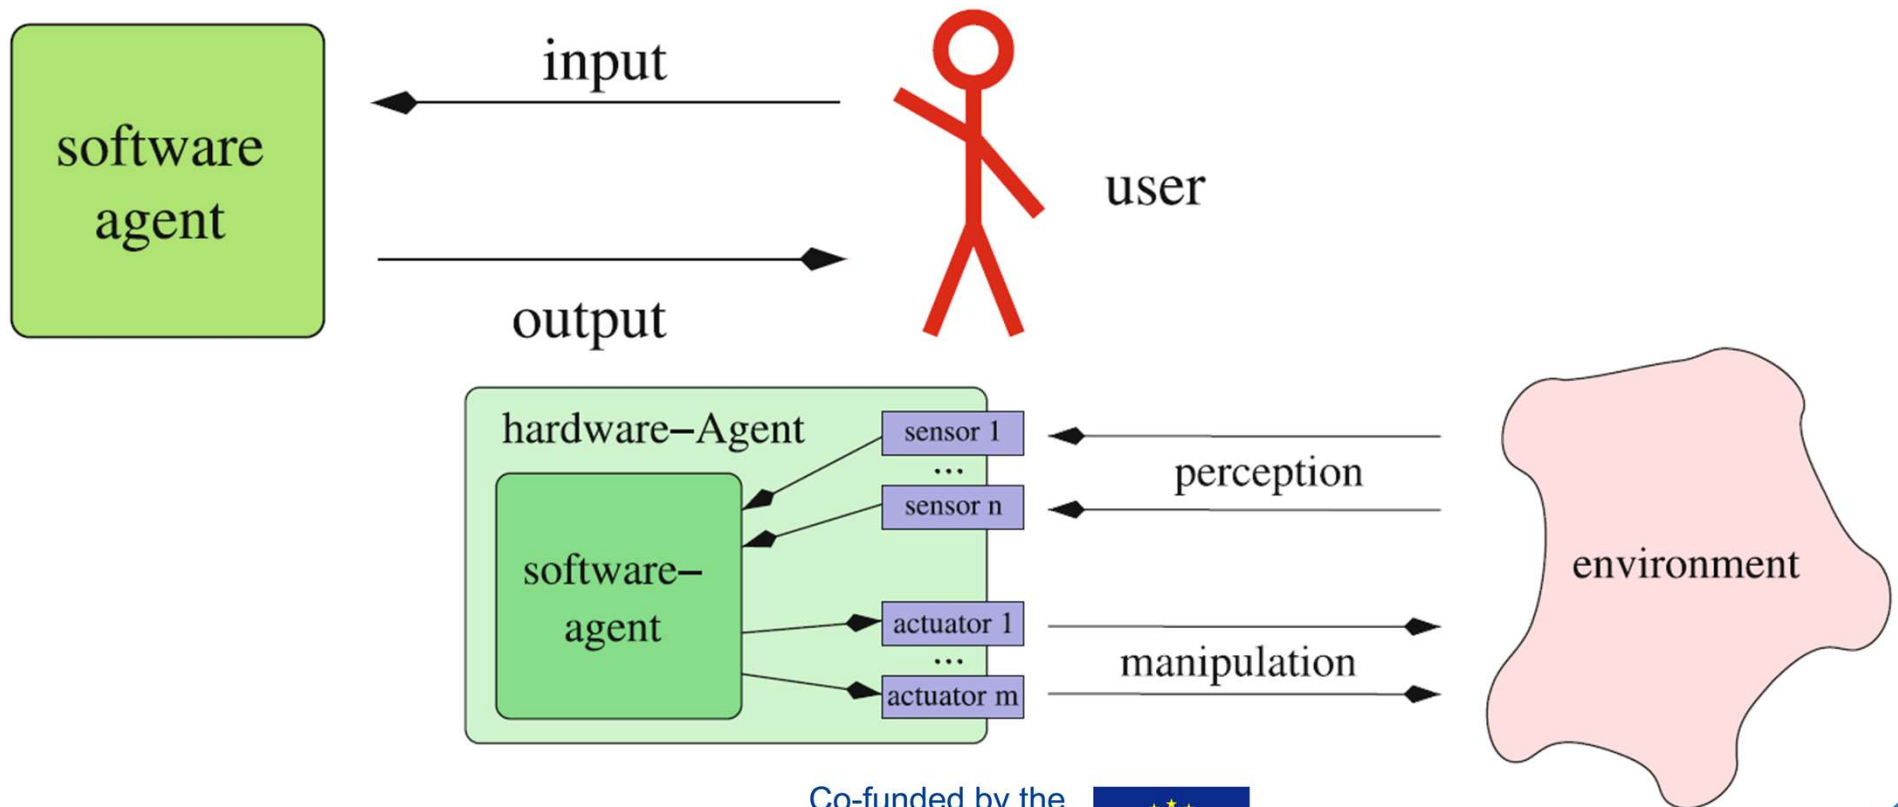 input
software
agent
user
output
hardware–Agent
sensor 1
...
sensor n
perception
software–
agent
environment
actuator 1
...
actuator m
manipulation
Co-funded by the